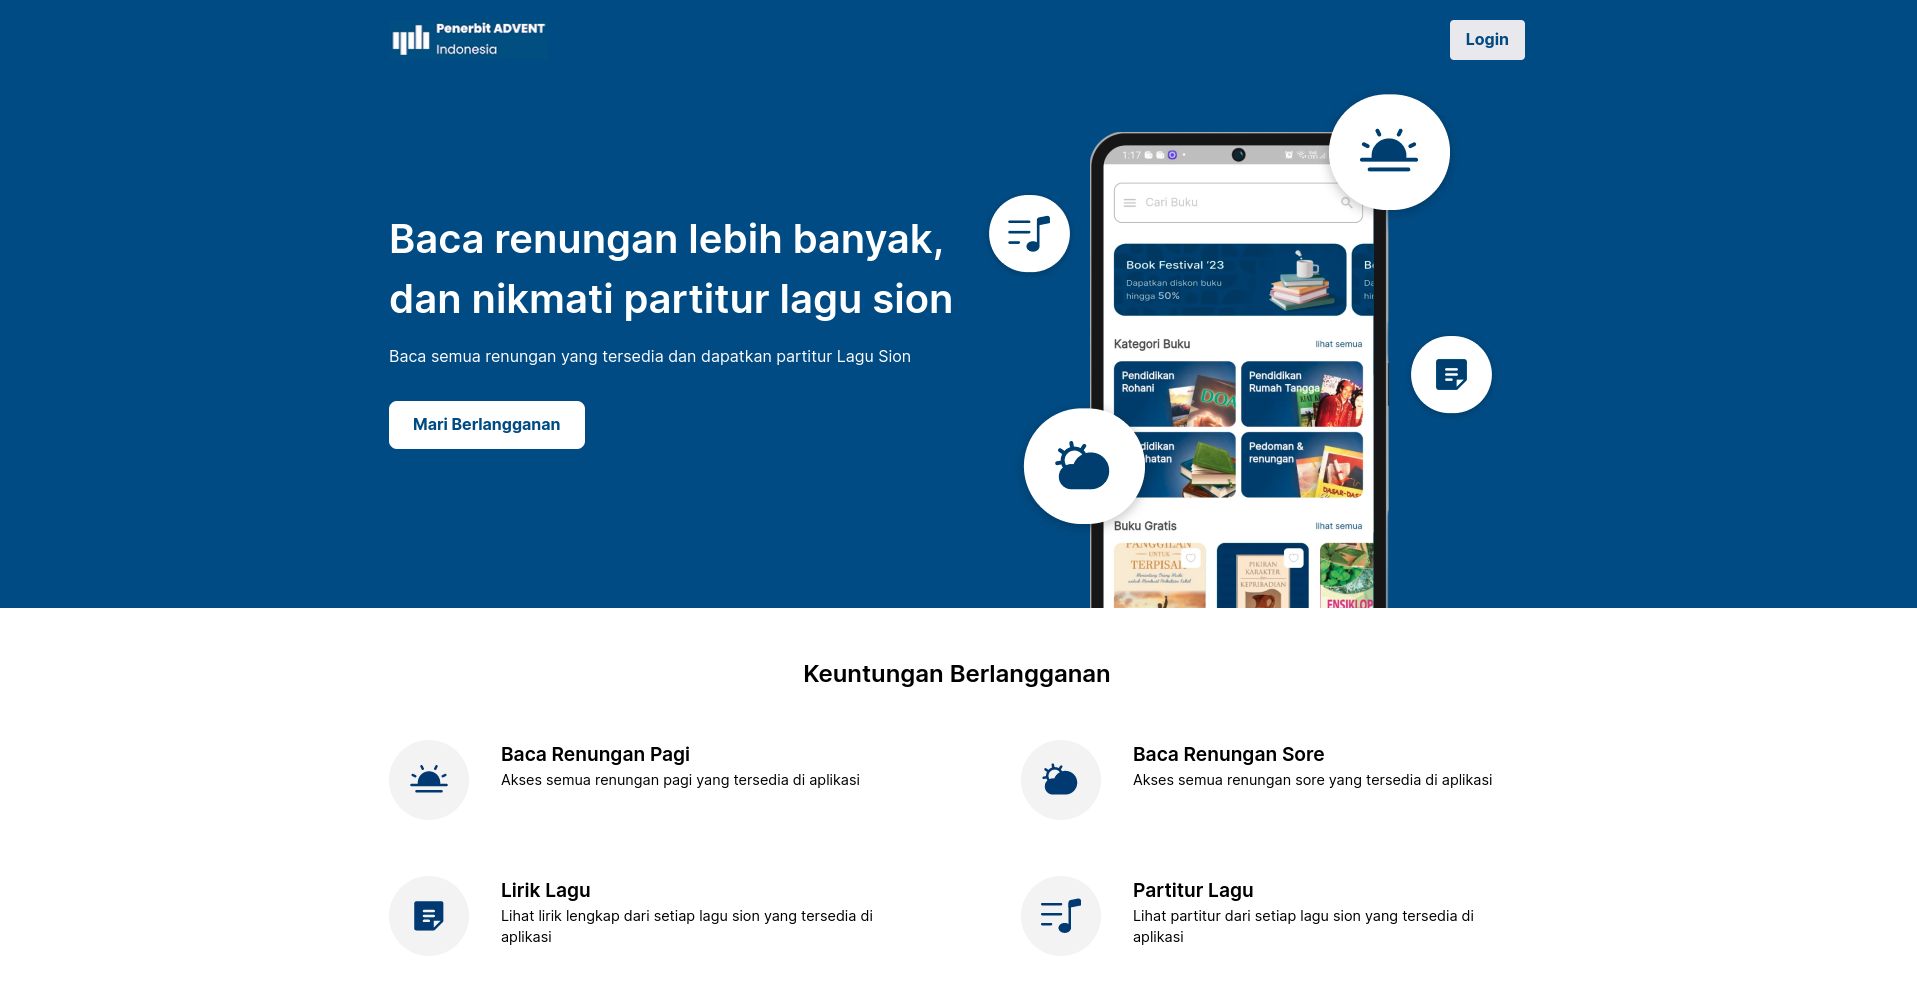 Penerbit ADVENT
Indonesia
Login
Baca renungan lebih banyak,
dan nikmati partitur lagu sion
Baca semua renungan yang tersedia dan dapatkan partitur Lagu Sion
Mari Berlangganan
1:17
Cari Buku
Book Festival '23
Dapatkan diskon buku
hingga 50%
Kategori Buku
lihat semua
Pendidikan
Rohani
DOA
Pendidikan
Rumah Tangga
Pedoman &
renungan
Buku Gratis
lihat semua
PANGGILAN
UNTUK
TERPISAH
PIKIRAN
KARAKTER
KEPRIBADIAN
ENSIKLOP
Keuntungan Berlangganan
Baca Renungan Pagi
Akses semua renungan pagi yang tersedia di aplikasi
Baca Renungan Sore
Akses semua renungan sore yang tersedia di aplikasi
Lirik Lagu
Lihat lirik lengkap dari setiap lagu sion yang tersedia di
aplikasi
Partitur Lagu
Lihat partitur dari setiap lagu sion yang tersedia di
aplikasi